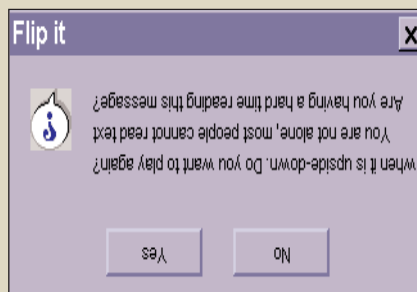 Flip it
Are you having a hard time reading this message?
You are not alone, most people cannot read text
when it is upside-down. Do you want to play again?
Yes
No